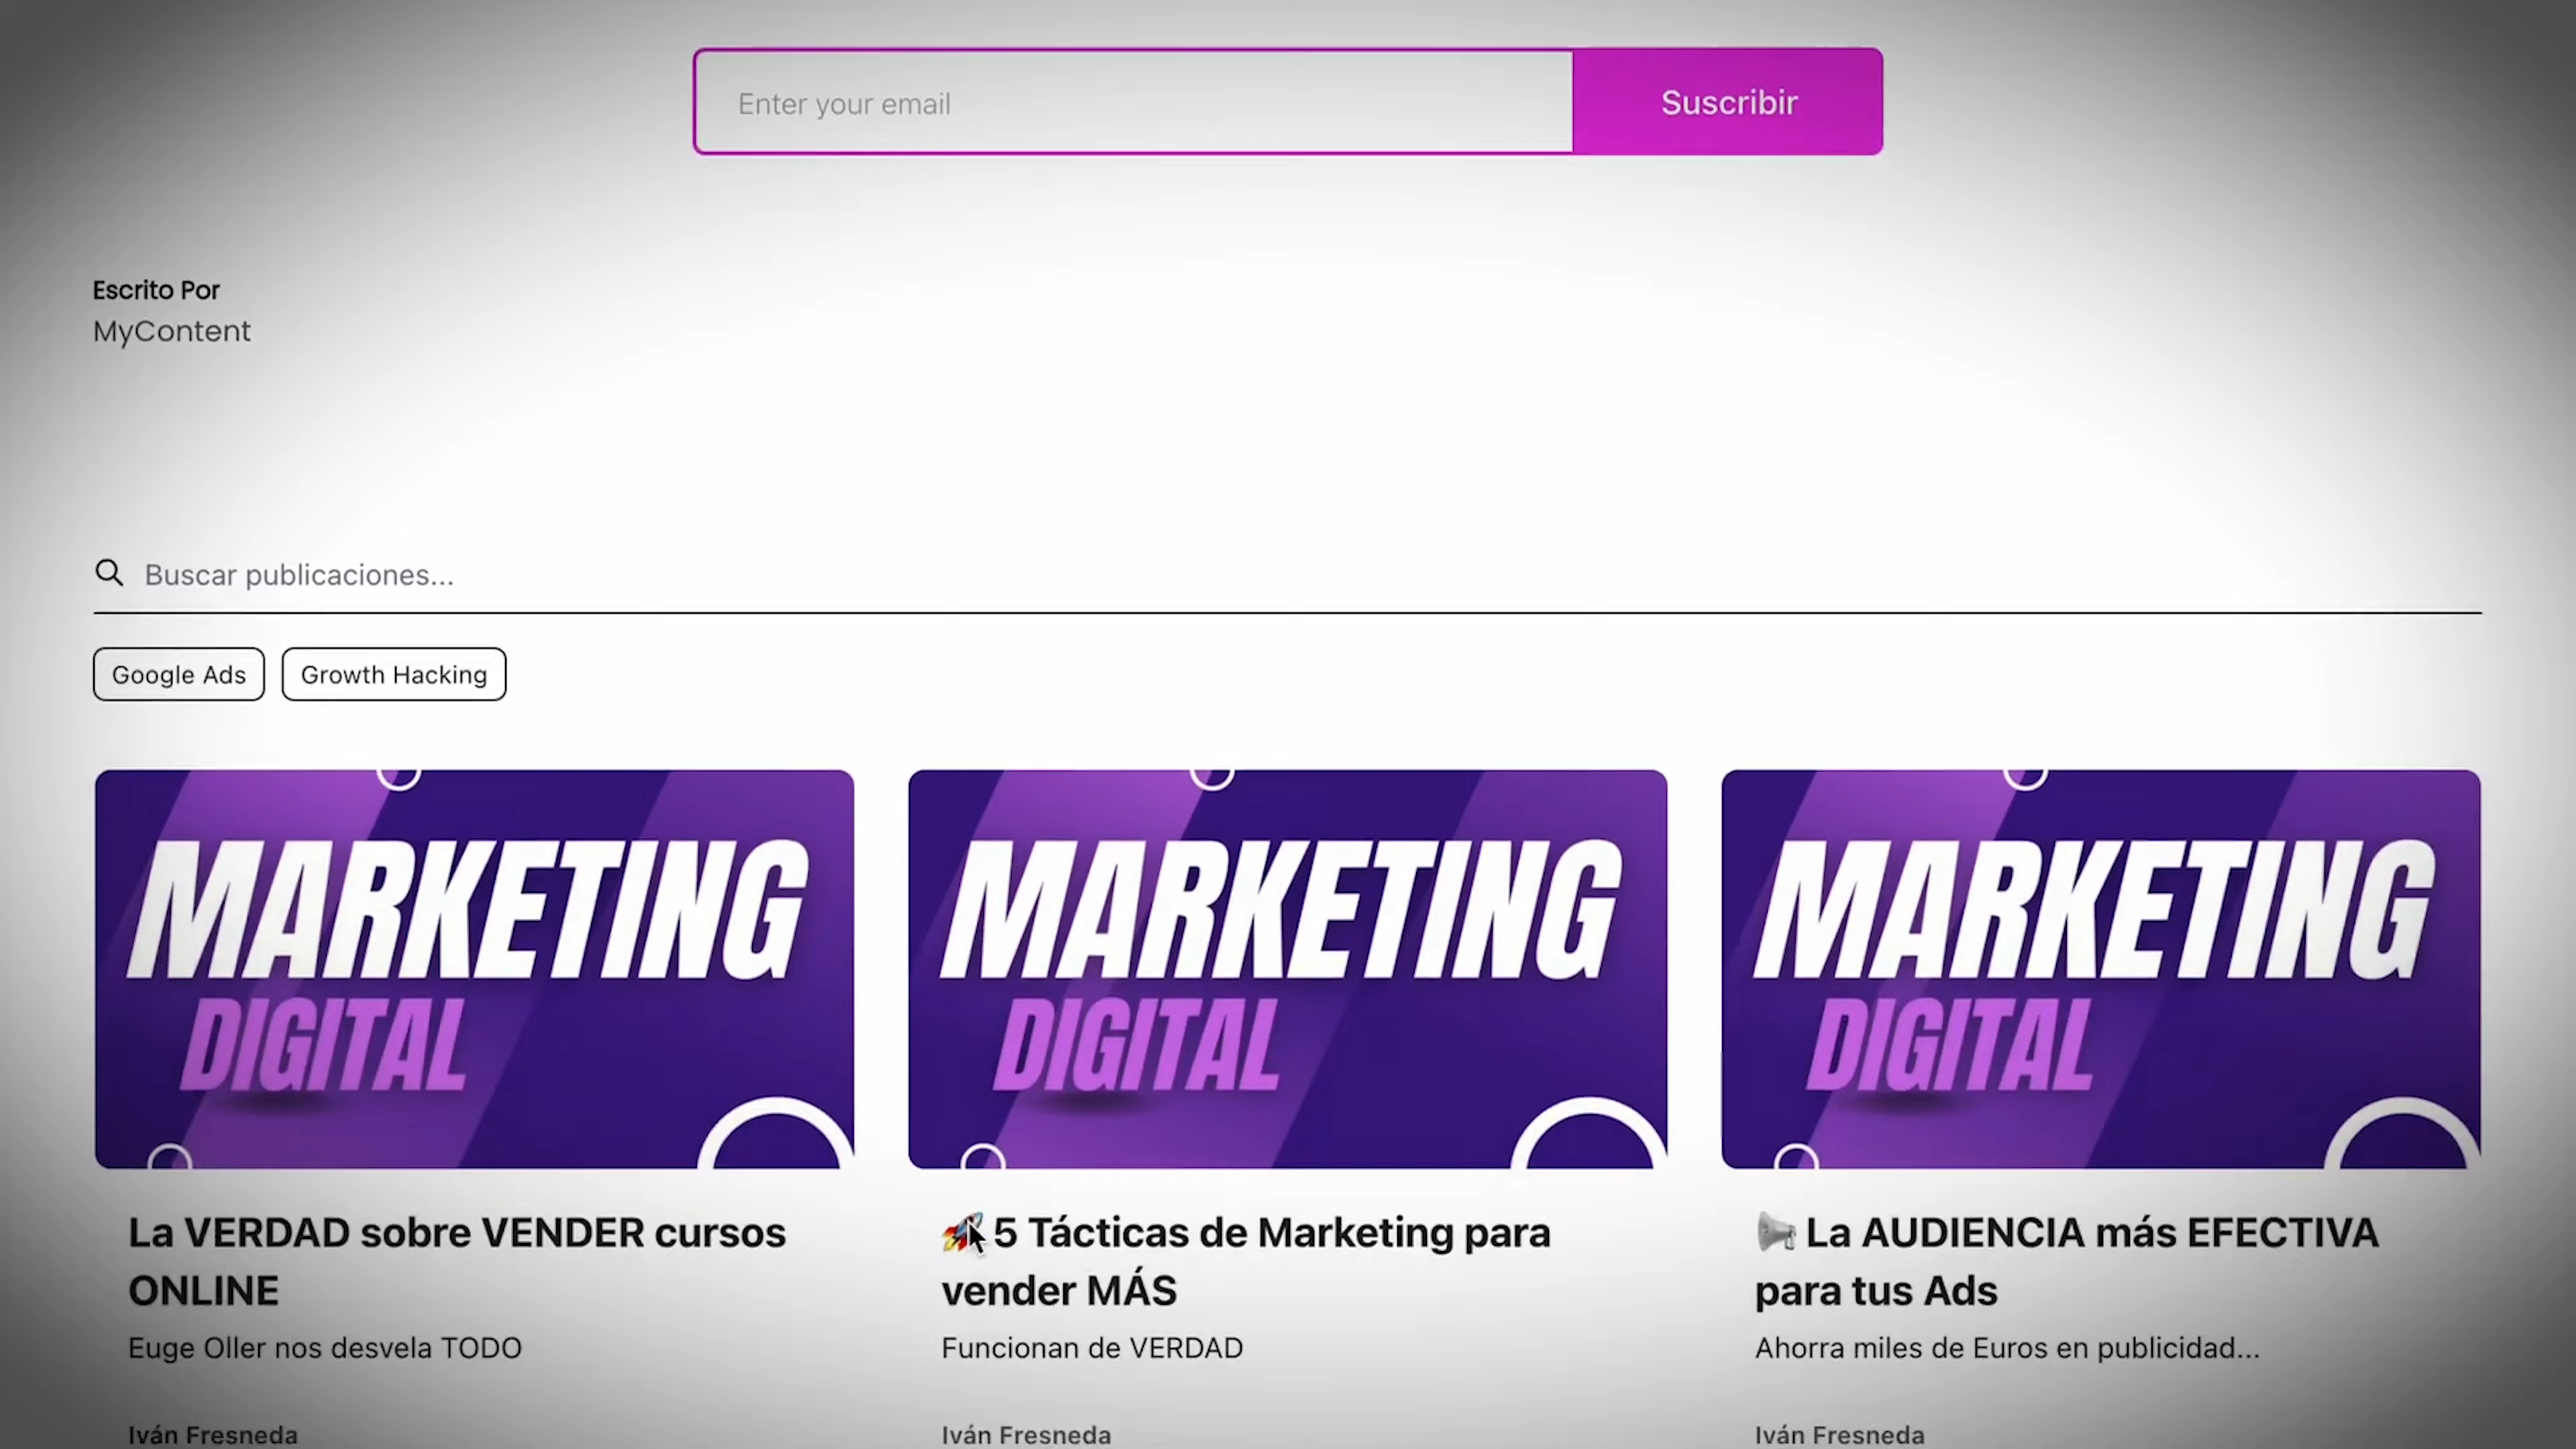 Enter your email
Suscribir
Escrito Por
MyContent
Buscar publicaciones...
Google Ads
Growth Hacking
MARKETING
DIGITAL
La VERDAD sobre VENDER cursos
ONLINE
Euge Oller nos desvela TODO
Iván Fresneda
MARKETING
DIGITAL
🚀 5 Tácticas de Marketing para
vender MÁS
Funcionan de VERDAD
Iván Fresneda
MARKETING
DIGITAL
📢 La AUDIENCIA más EFECTIVA
para tus Ads
Ahorra miles de Euros en publicidad...
Iván Fresneda